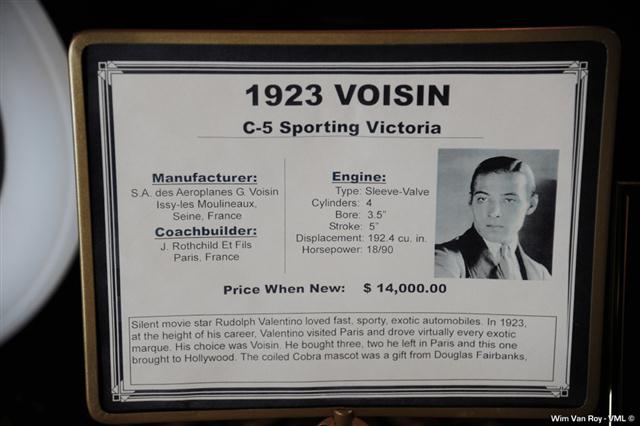 1923 VOISIN
C-5 Sporting Victoria
Manufacturer:
S.A. des Aeroplanes G. Voisin
Issy-les Moulineaux,
Seine, France
Coachbuilder:
J. Rothchild Et Fils
Paris, France
Engine:
Type: Sleeve-Valve
Cylinders: 4
Bore: 3.5"
Stroke: 5"
Displacement: 192.4 cu. in.
Horsepower: 18/90
Price When New: $ 14,000.00
Silent movie star Rudolph Valentino loved fast, sporty, exotic automobiles. In 1923,
at the height of his career, Valentino visited Paris and drove virtually every exotic
marque. His choice was Voisin. He bought three, two he left in Paris and this one
brought to Hollywood. The coiled Cobra mascot was a gift from Douglas Fairbanks,
Wim Van Roy - VML ©